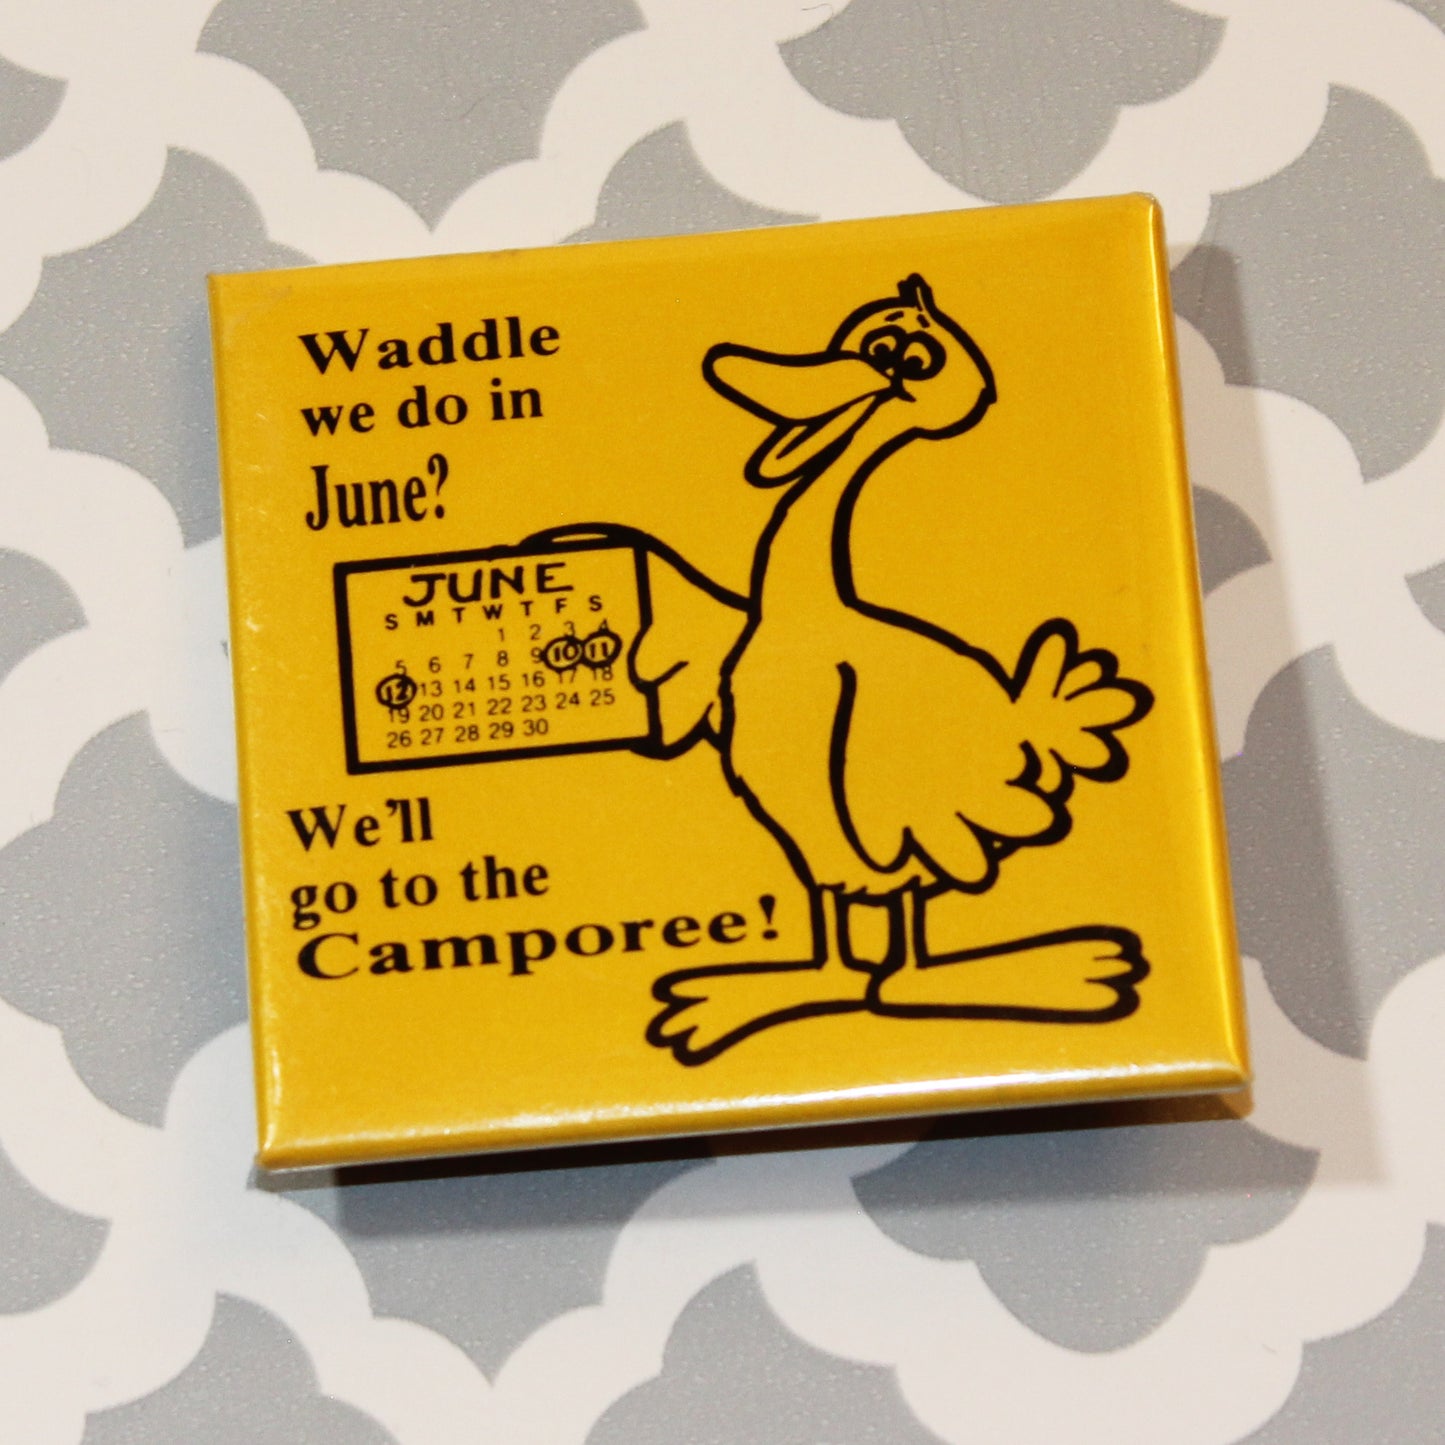 Waddle
we do in
June?
JUNE
S M T W T F S
1 2 3 4
5 6 7 8 9 10 11
12 13 14 15 16 17 18
19 20 21 22 23 24 25
26 27 28 29 30
We'll
go to the
Camporee!